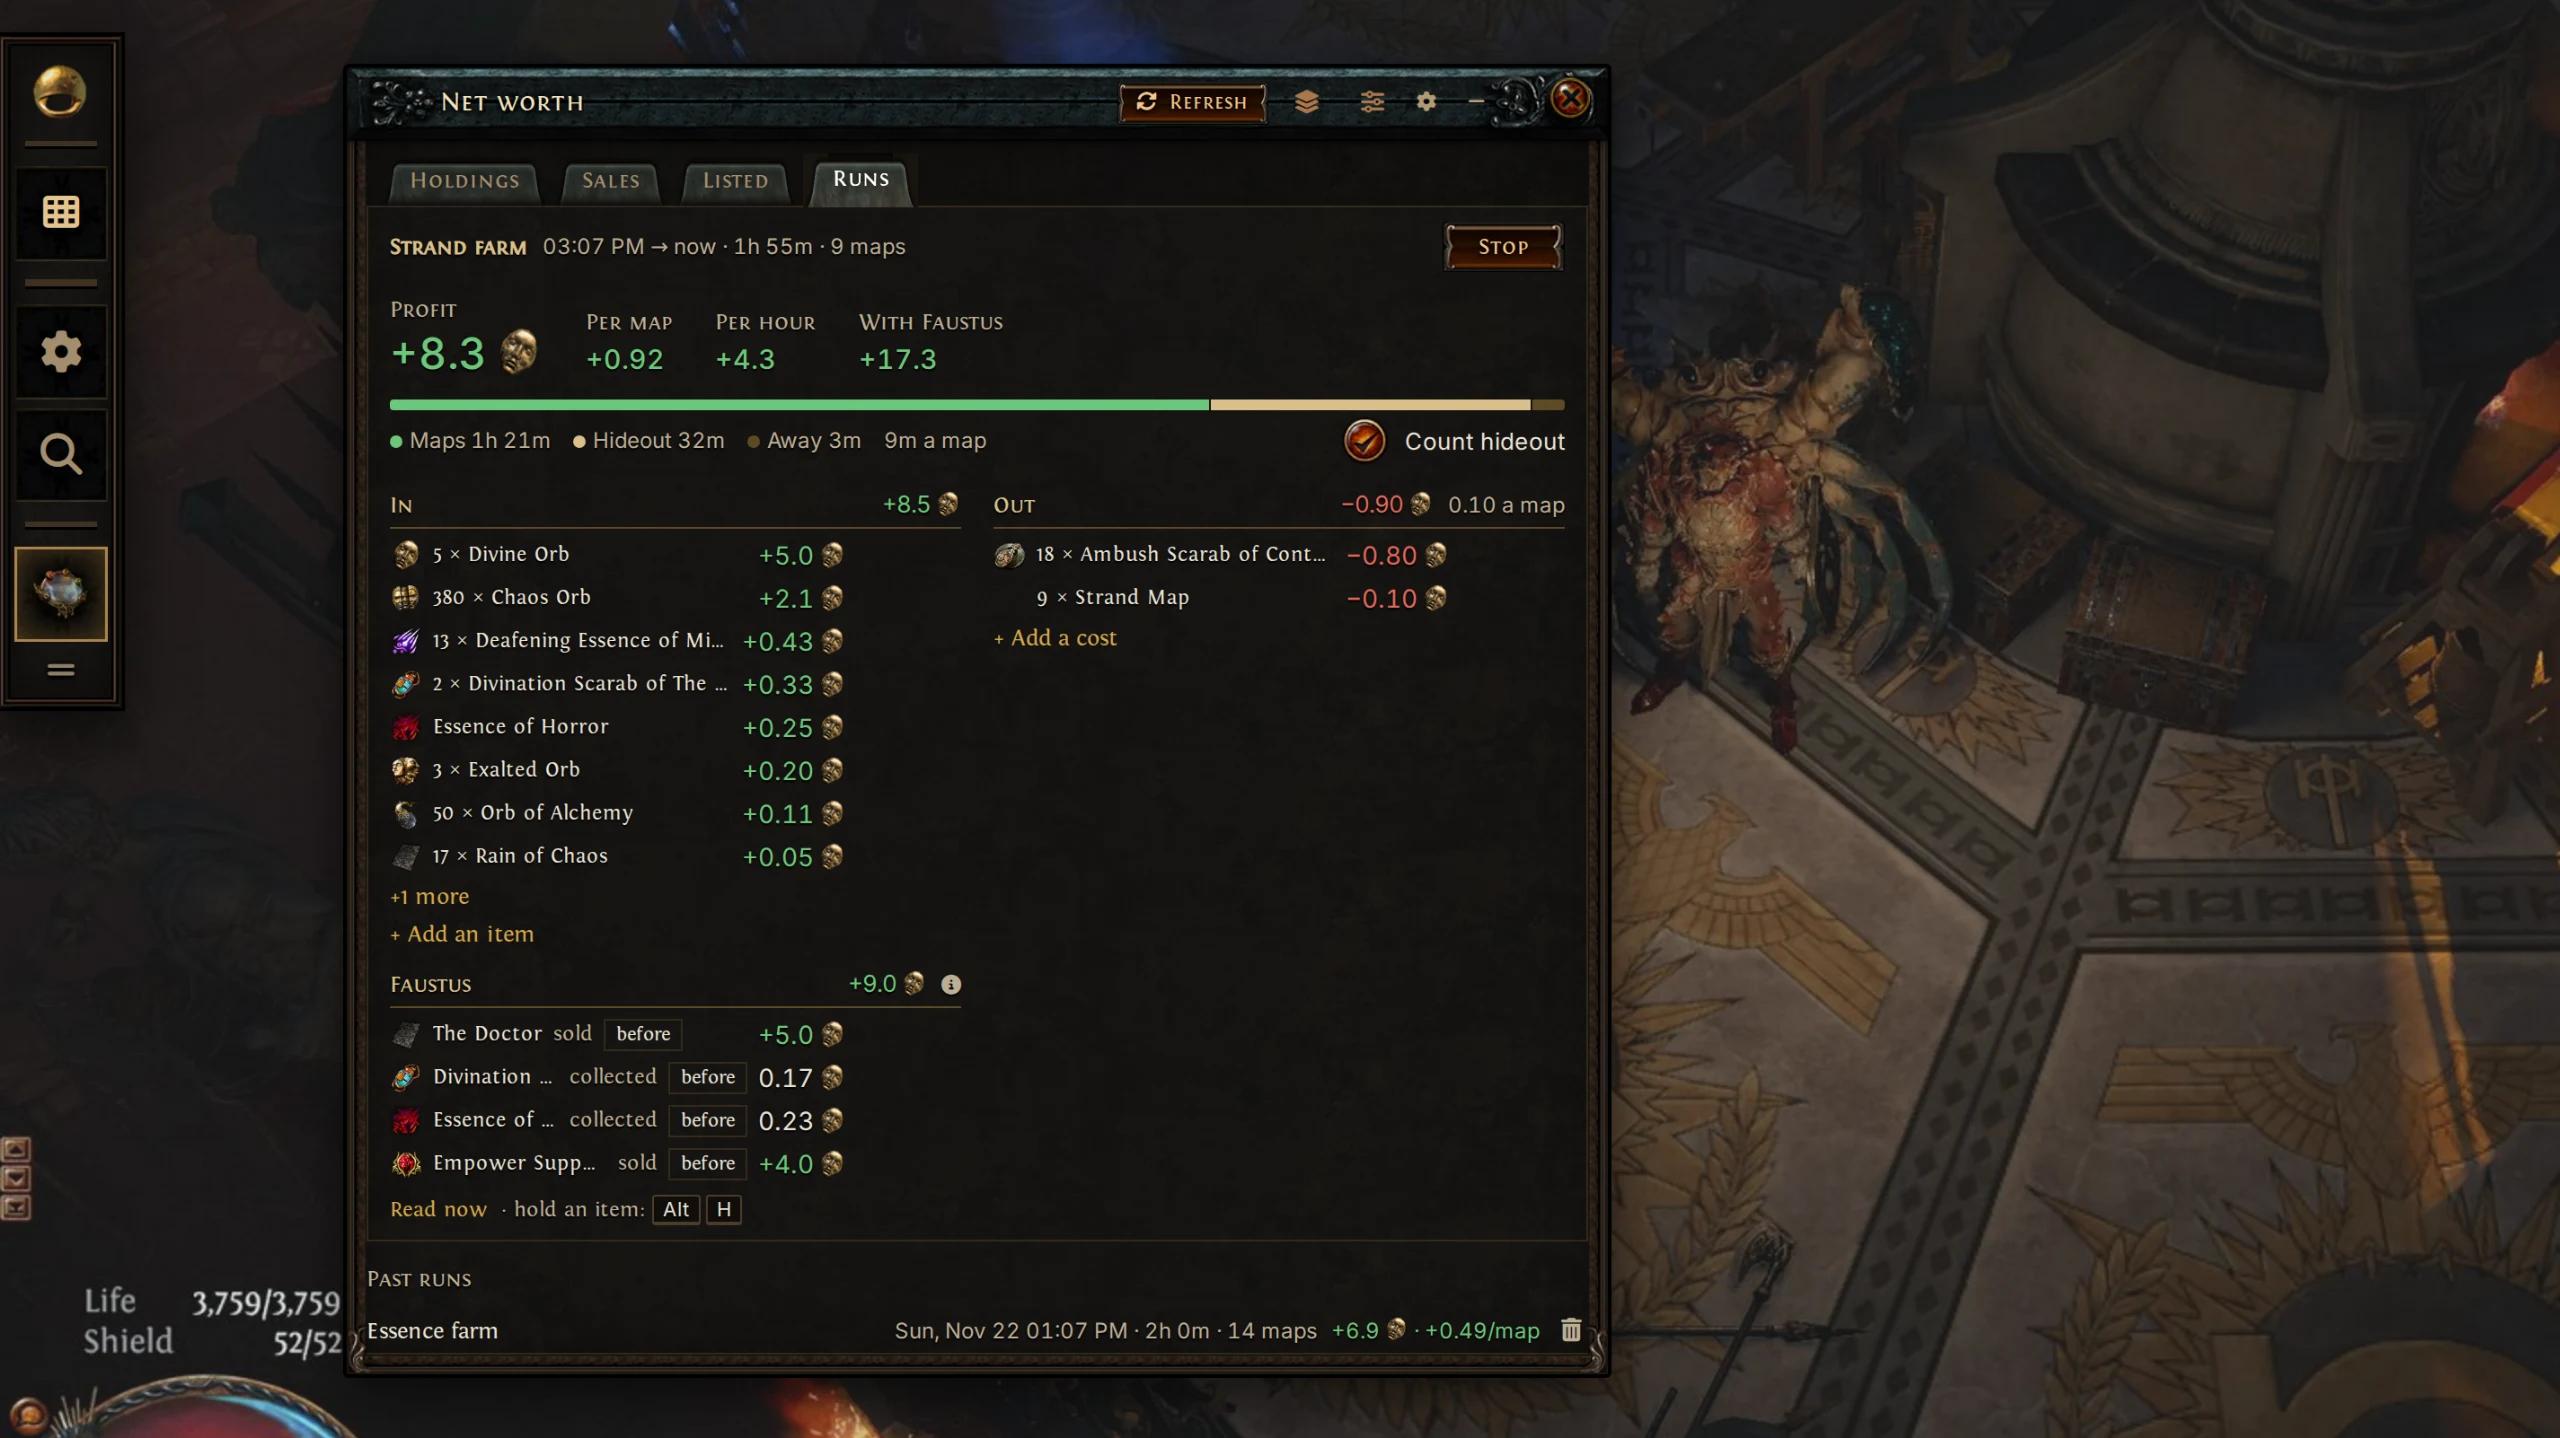 Net worth
Refresh
Holdings
Sales
Listed
Runs
Strand farm 03:07 PM → now · 1h 55m · 9 maps
Stop
Profit
+8.3
Per map
+0.92
Per hour
+4.3
With Faustus
+17.3
Maps 1h 21m
Hideout 32m
Away 3m
9m a map
Count hideout
In +8.5
5 × Divine Orb +5.0
380 × Chaos Orb +2.1
13 × Deafening Essence of Mi... +0.43
2 × Divination Scarab of The ... +0.33
Essence of Horror +0.25
3 × Exalted Orb +0.20
50 × Orb of Alchemy +0.11
17 × Rain of Chaos +0.05
+1 more
+ Add an item
Out −0.90 0.10 a map
18 × Ambush Scarab of Cont... −0.80
9 × Strand Map −0.10
+ Add a cost
Faustus +9.0
The Doctor sold before +5.0
Divination ... collected before 0.17
Essence of ... collected before 0.23
Empower Supp... sold before +4.0
Read now · hold an item: Alt H
Past runs
Essence farm Sun, Nov 22 01:07 PM · 2h 0m · 14 maps +6.9 · +0.49/map
Life 3,759/3,759
Shield 52/52